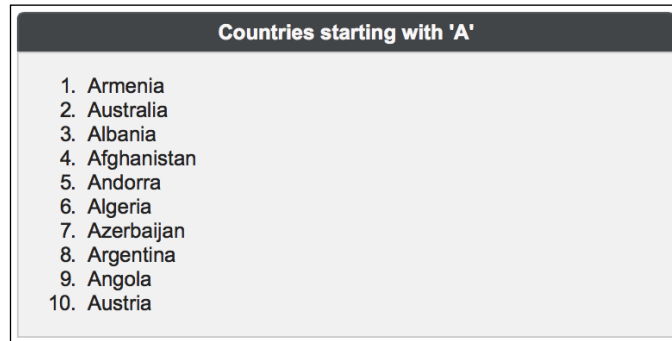 Countries starting with 'A'
1. Armenia
2. Australia
3. Albania
4. Afghanistan
5. Andorra
6. Algeria
7. Azerbaijan
8. Argentina
9. Angola
10. Austria